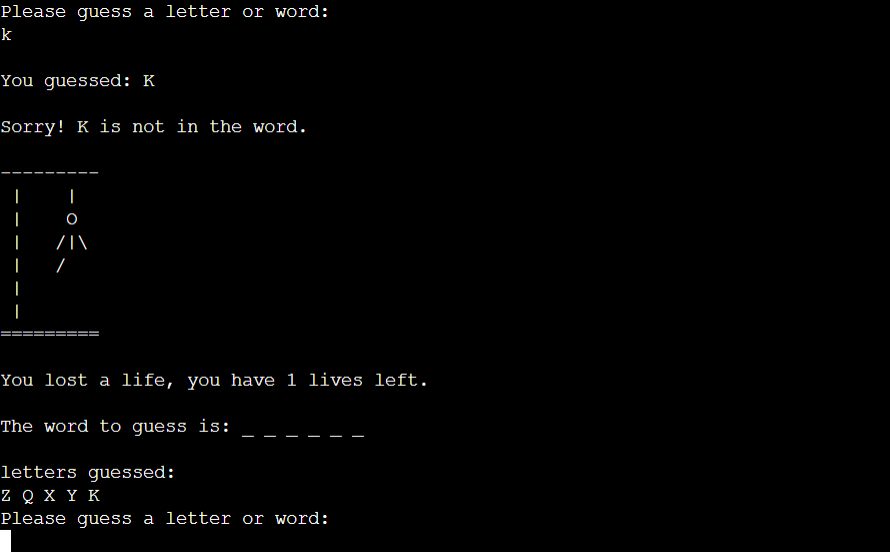 Please guess a letter or word:
k
You guessed: K
Sorry! K is not in the word.
---------
 |    |
 |    O
 |   /|\
 |   /
 |
 |
=========
You lost a life, you have 1 lives left.
The word to guess is: _ _ _ _ _ _
letters guessed:
Z Q X Y K
Please guess a letter or word: